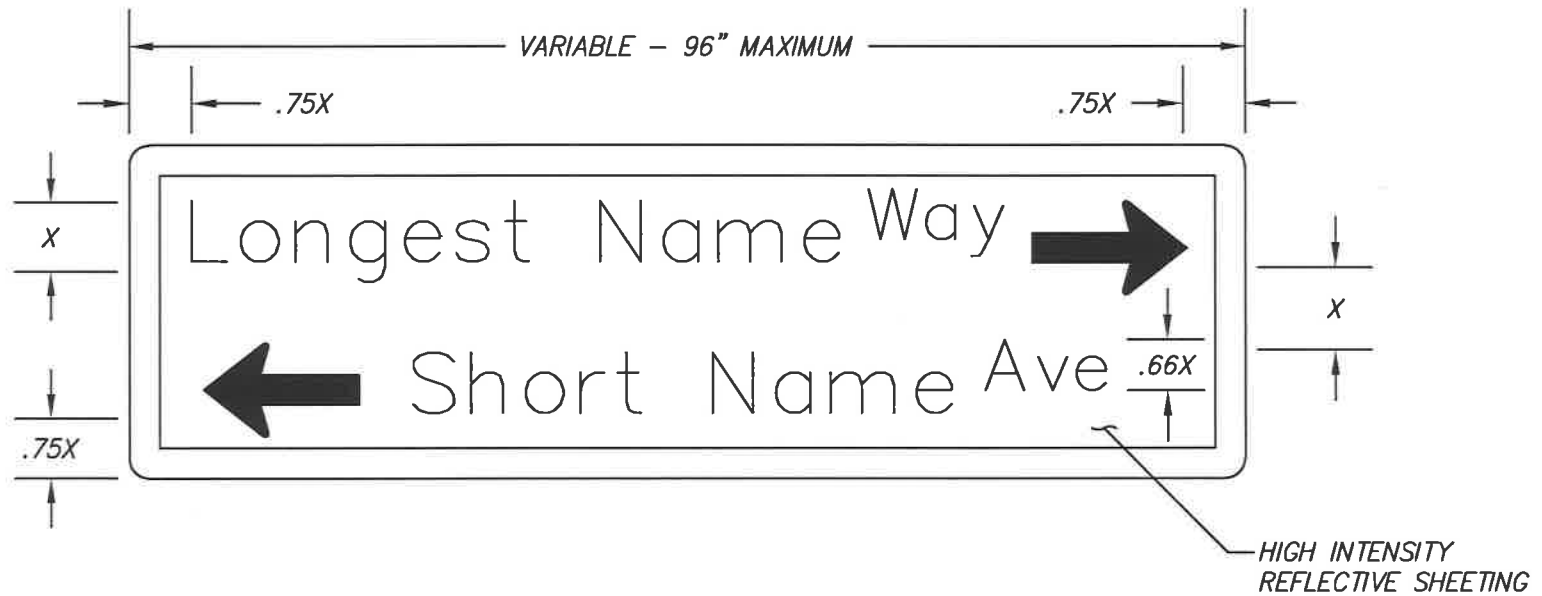 VARIABLE – 96” MAXIMUM
.75X
.75X
X
Longest Name Way
X
Short Name Ave
.66X
.75X
HIGH INTENSITY
REFLECTIVE SHEETING